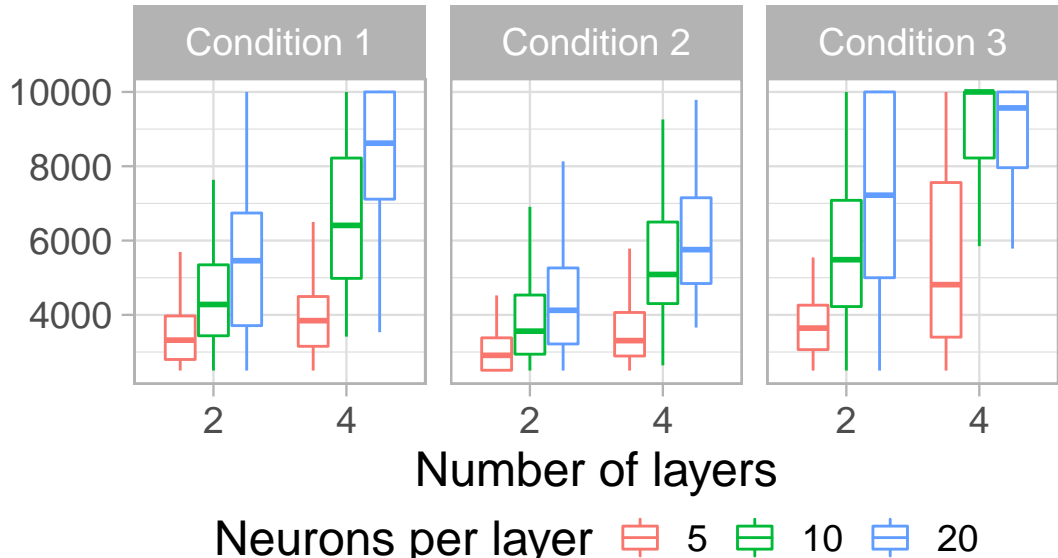 Condition 1 Condition 2 Condition 3
10000
8000
6000
4000
2 4 2 4 2 4
Number of layers
Neurons per layer 5 10 20